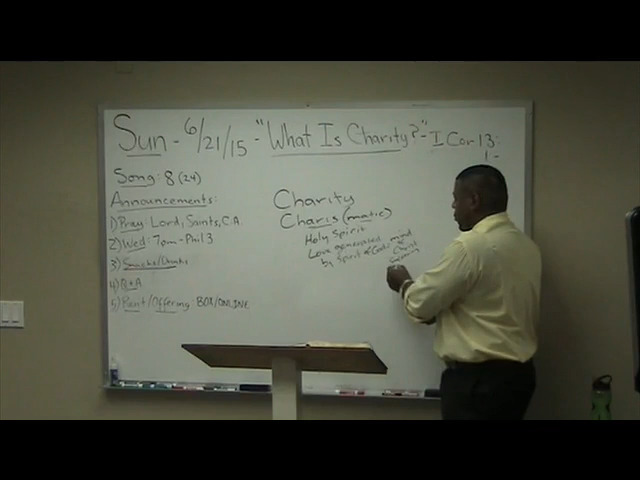 Sun - 6/21/15 - "What Is Charity?" - I Cor 13:
1-
Song: 8 (24)
Announcements:
1) Pray: Lord, Saints, C.A.
2) Wed: 7pm - Phil 3
3) Snacks/Drinks
4) Q & A
5) Rent/Offering: BOX/ONLINE
Charity
Charis (matic)
Holy Spirit
Love generated
by Spirit of God
mind
of
Christ